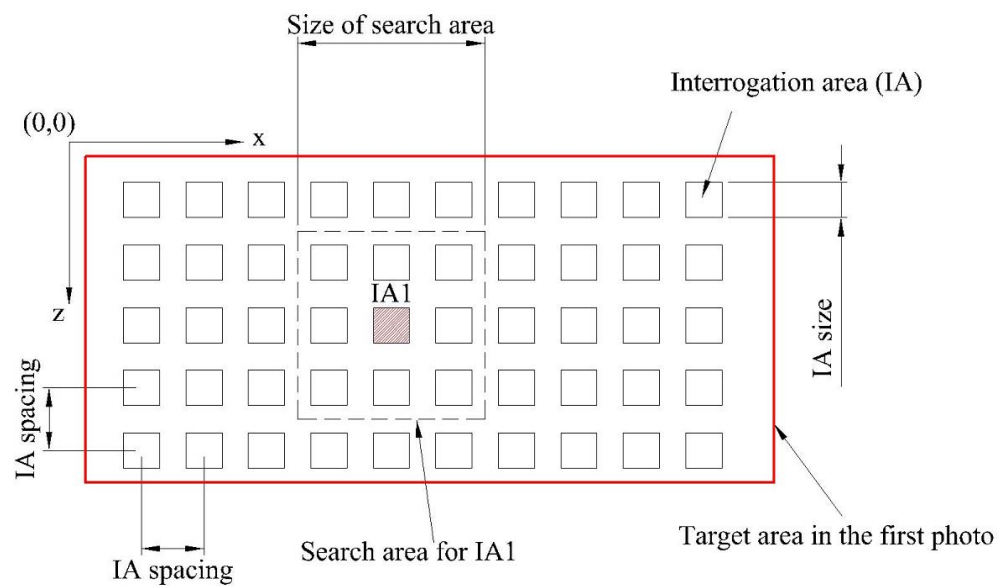 Size of search area
Interrogation area (IA)
(0,0)
x
z
IA1
IA size
IA spacing
IA spacing
Search area for IA1
Target area in the first photo